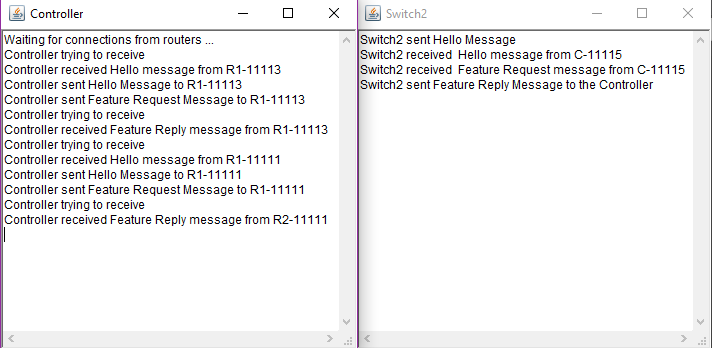 Controller
Waiting for connections from routers ...
Controller trying to receive
Controller received Hello message from R1-11113
Controller sent Hello Message to R1-11113
Controller sent Feature Request Message to R1-11113
Controller trying to receive
Controller received Feature Reply message from R3-11113
Controller trying to receive
Controller received Hello message from R1-11111
Controller sent Hello Message to R1-11111
Controller sent Feature Request Message to R1-11111
Controller trying to receive
Controller received Feature Reply message from R2-11111
Switch2
Switch2 sent Hello Message
Switch2 received  Hello message from C-11115
Switch2 received  Feature Request message from C-11115
Switch2 sent Feature Reply Message to the Controller